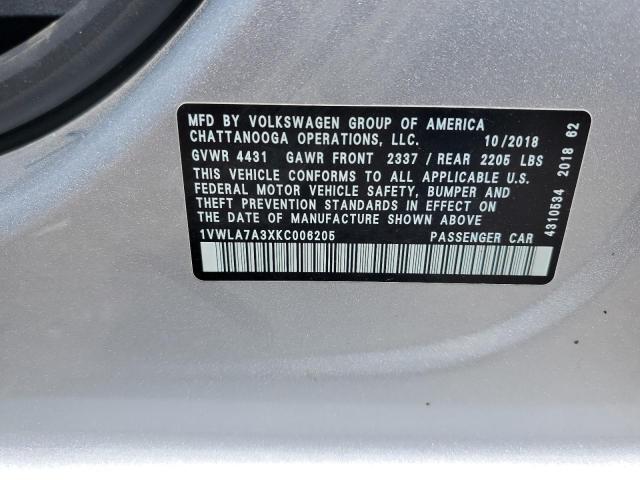 MFD BY VOLKSWAGEN GROUP OF AMERICA
CHATTANOOGA OPERATIONS, LLC. 10/2018
GVWR 4431 GAWR FRONT 2337 / REAR 2205 LBS
THIS VEHICLE CONFORMS TO ALL APPLICABLE U.S.
FEDERAL MOTOR VEHICLE SAFETY, BUMPER AND
THEFT PREVENTION STANDARDS IN EFFECT ON
THE DATE OF MANUFACTURE SHOWN ABOVE
1VWLA7A3XKC006205 PASSENGER CAR
4310534 2018 62